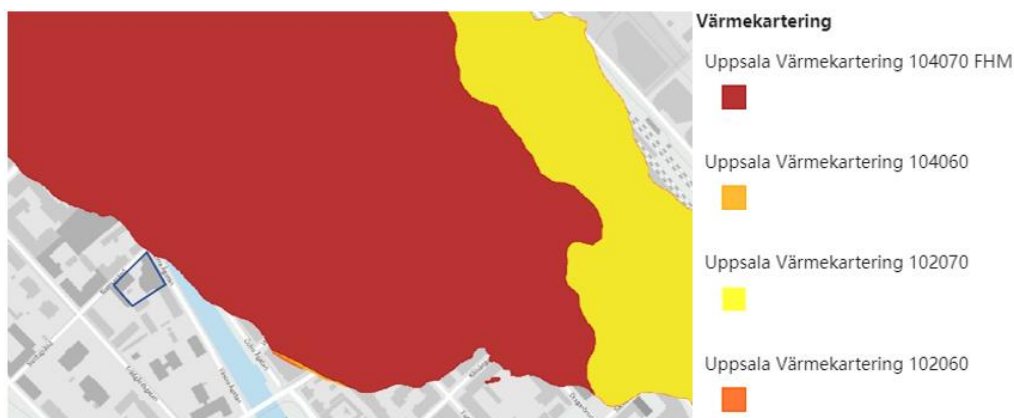 Värmekartering
Uppsala Värmekartering 104070 FHM
Uppsala Värmekartering 104060
Uppsala Värmekartering 102070
Uppsala Värmekartering 102060